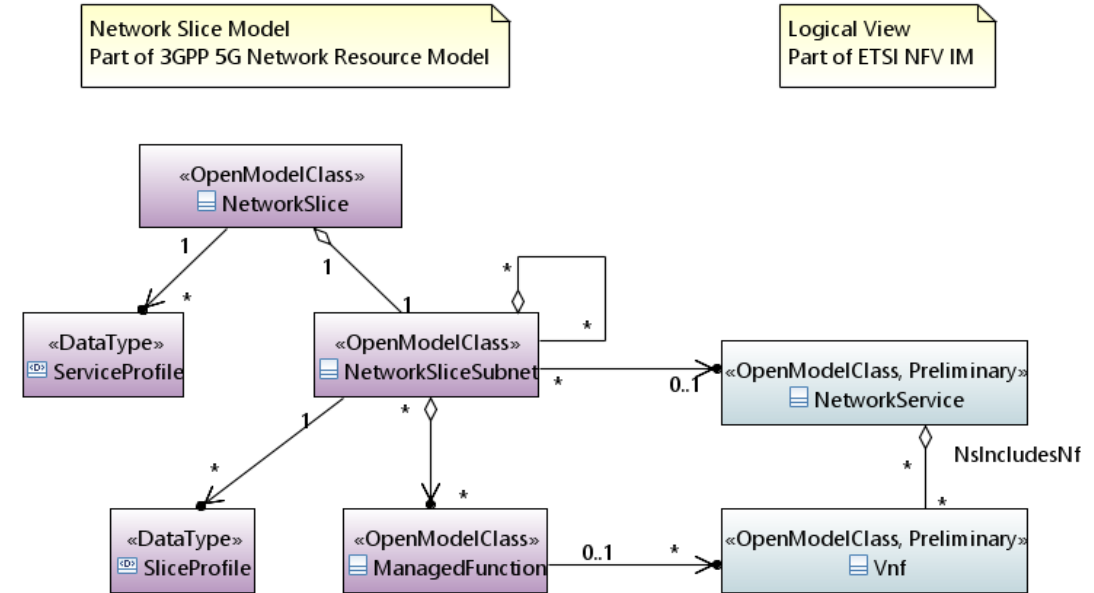 Network Slice Model
Part of 3GPP 5G Network Resource Model
Logical View
Part of ETSI NFV IM
«OpenModelClass»
NetworkSlice
1
*
1
1
*
*
«DataType»
ServiceProfile
«OpenModelClass»
NetworkSliceSubnet
*
0..1
«OpenModelClass, Preliminary»
NetworkService
1
*
*
*
*
NsIncludesNf
*
«DataType»
SliceProfile
«OpenModelClass»
ManagedFunction
0..1
*
«OpenModelClass, Preliminary»
Vnf